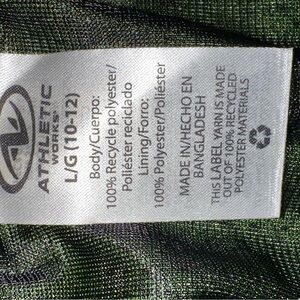 ATHLETIC
WORKS
L/G (10-12)
Body/Cuerpo:
100% Recycle polyester/
Poliéster reciclado
Lining/Forro:
100% Polyester/Poliéster
MADE IN/HECHO EN
BANGLADESH
THIS LABEL YARN IS MADE
OUT OF 100% RECYCLED
POLYESTER MATERIALS